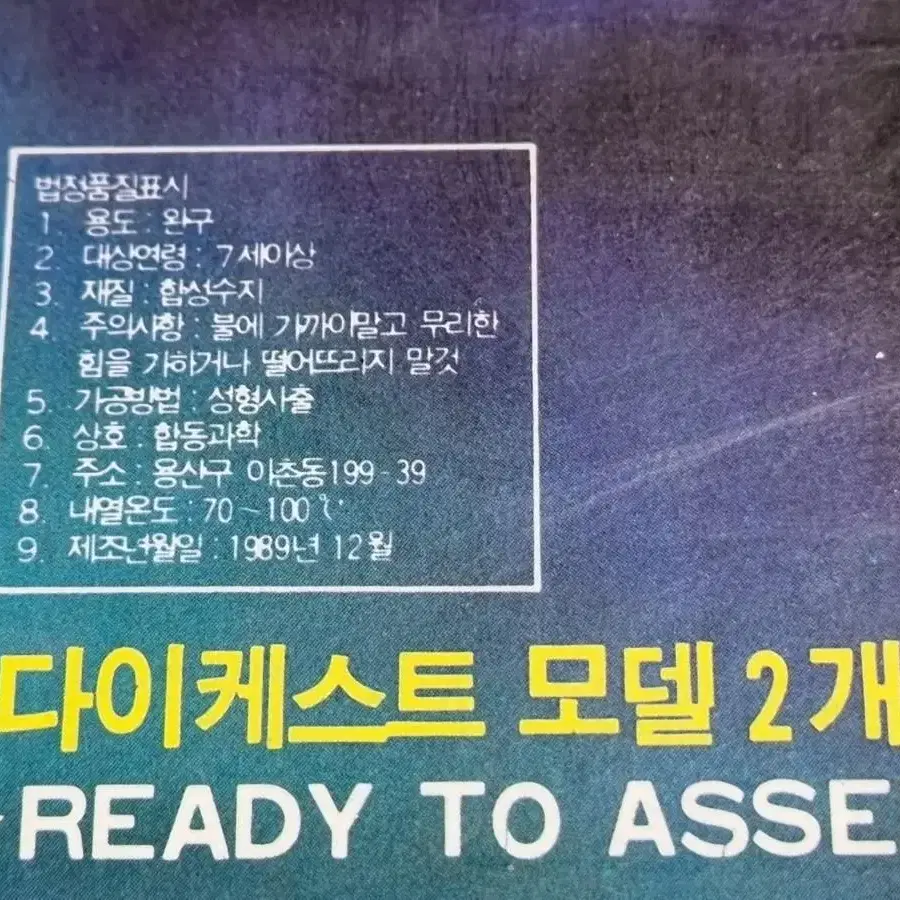 법정품질표시
1. 용도 : 완구
2. 대상연령 : 7세이상
3. 재질 : 합성수지
4. 주의사항 : 불에 가까이말고 무리한
힘을 가하거나 떨어뜨리지 말것
5. 가공방법 : 성형사출
6. 상호 : 합동과학
7. 주소 : 용산구 이촌동199-39
8. 내열온도 : 70~100℃
9. 제조년월일 : 1989년 12월
다이케스트 모델 2개
READY TO ASSE